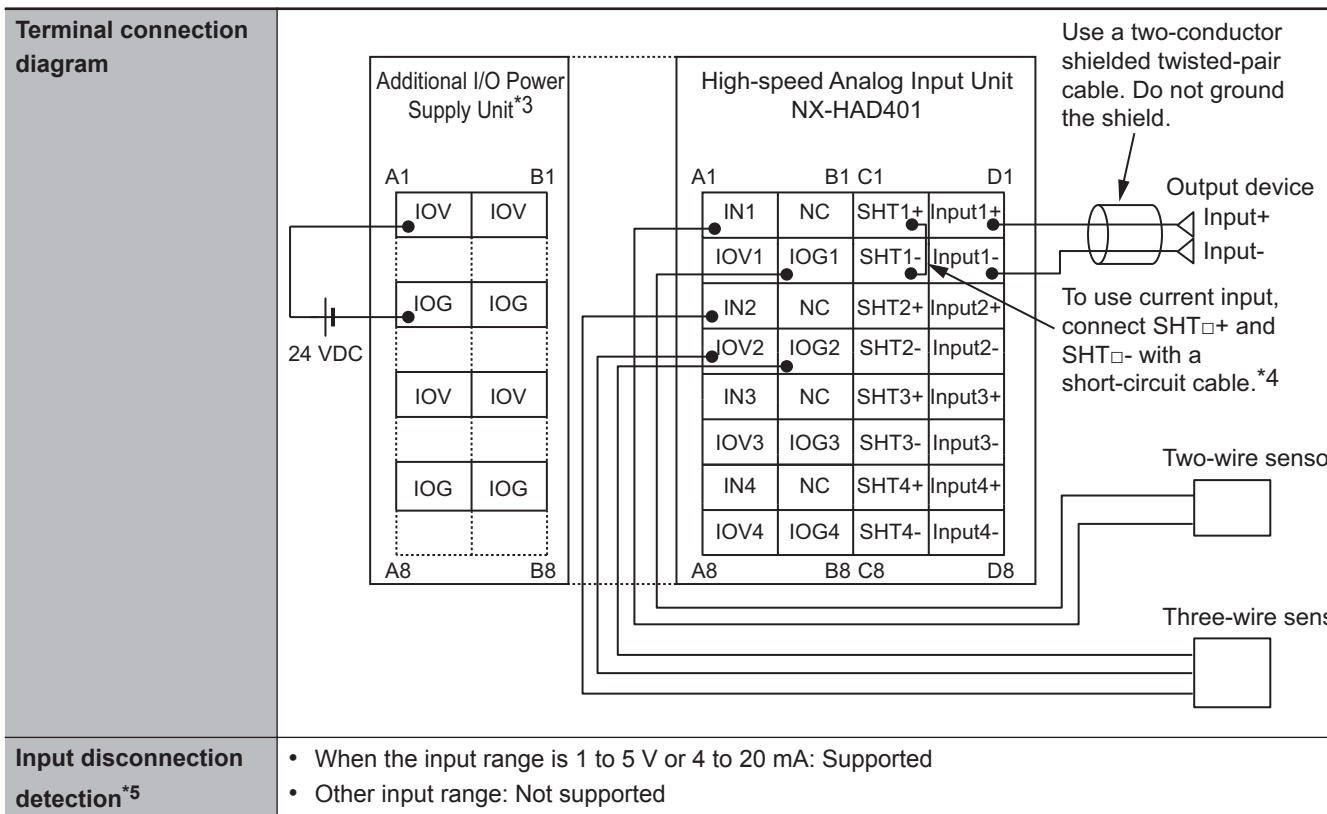 Terminal connection
diagram
Additional I/O Power
Supply Unit*3
A1 B1
IOV IOV
IOG IOG
IOV IOV
IOG IOG
A8 B8
24 VDC
High-speed Analog Input Unit
NX-HAD401
A1 B1 C1 D1
IN1 NC SHT1+ Input1+
IOV1 IOG1 SHT1- Input1-
IN2 NC SHT2+ Input2+
IOV2 IOG2 SHT2- Input2-
IN3 NC SHT3+ Input3+
IOV3 IOG3 SHT3- Input3-
IN4 NC SHT4+ Input4+
IOV4 IOG4 SHT4- Input4-
A8 B8 C8 D8
Use a two-conductor
shielded twisted-pair
cable. Do not ground
the shield.
Output device
Input+
Input-
To use current input,
connect SHT□+ and
SHT□- with a
short-circuit cable.*4
Two-wire senso
Three-wire sens
Input disconnection
detection*5
• When the input range is 1 to 5 V or 4 to 20 mA: Supported
• Other input range: Not supported